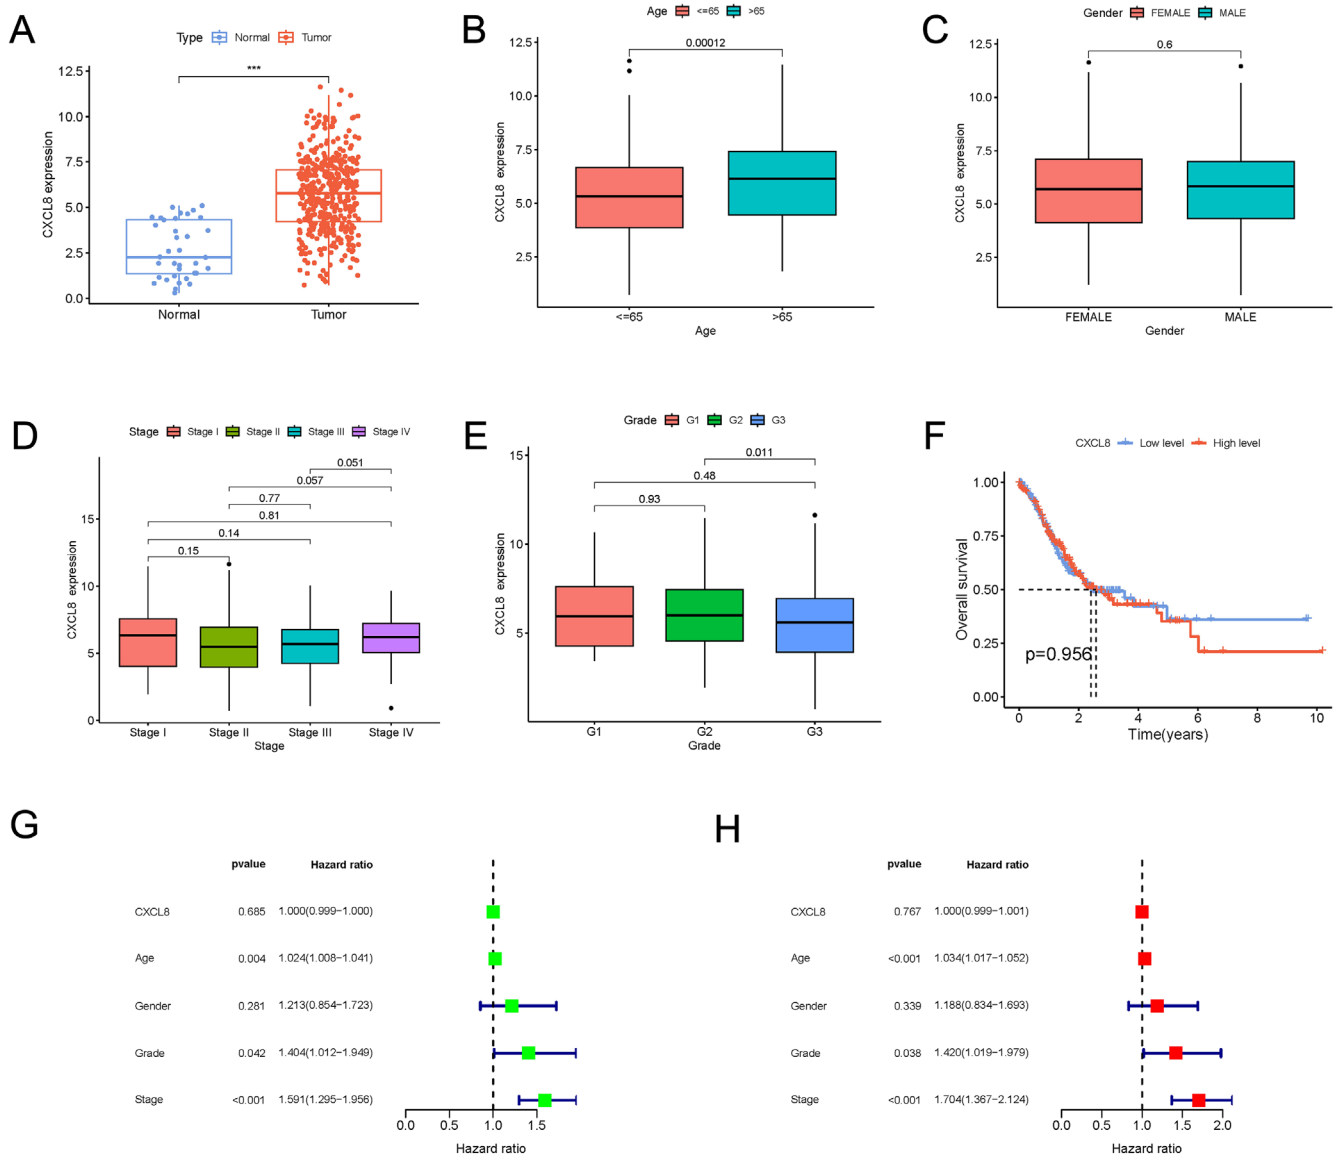 A
Type Normal Tumor
***
CXCL8 expression
12.5
10.0
7.5
5.0
2.5
0.0
Normal Tumor
B
Age <=65 >65
0.00012
CXCL8 expression
12.5
10.0
7.5
5.0
2.5
<=65 >65
Age
C
Gender FEMALE MALE
0.6
CXCL8 expression
12.5
10.0
7.5
5.0
2.5
FEMALE MALE
Gender
D
Stage Stage I Stage II Stage III Stage IV
0.051
0.057
0.77
0.81
0.14
0.15
CXCL8 expression
15
10
5
0
Stage I Stage II Stage III Stage IV
Stage
E
Grade G1 G2 G3
0.011
0.48
0.93
CXCL8 expression
15
10
5
G1 G2 G3
Grade
F
CXCL8 Low level High level
Overall survival
1.00
0.75
0.50
0.25
0.00
p=0.956
0 2 4 6 8 10
Time(years)
G
pvalue Hazard ratio
CXCL8 0.685 1.000(0.999−1.000)
Age 0.004 1.024(1.008−1.041)
Gender 0.281 1.213(0.854−1.723)
Grade 0.042 1.404(1.012−1.949)
Stage <0.001 1.591(1.295−1.956)
0.0 0.5 1.0 1.5
Hazard ratio
H
pvalue Hazard ratio
CXCL8 0.767 1.000(0.999−1.001)
Age <0.001 1.034(1.017−1.052)
Gender 0.339 1.188(0.834−1.693)
Grade 0.038 1.420(1.019−1.979)
Stage <0.001 1.704(1.367−2.124)
0.0 0.5 1.0 1.5 2.0
Hazard ratio